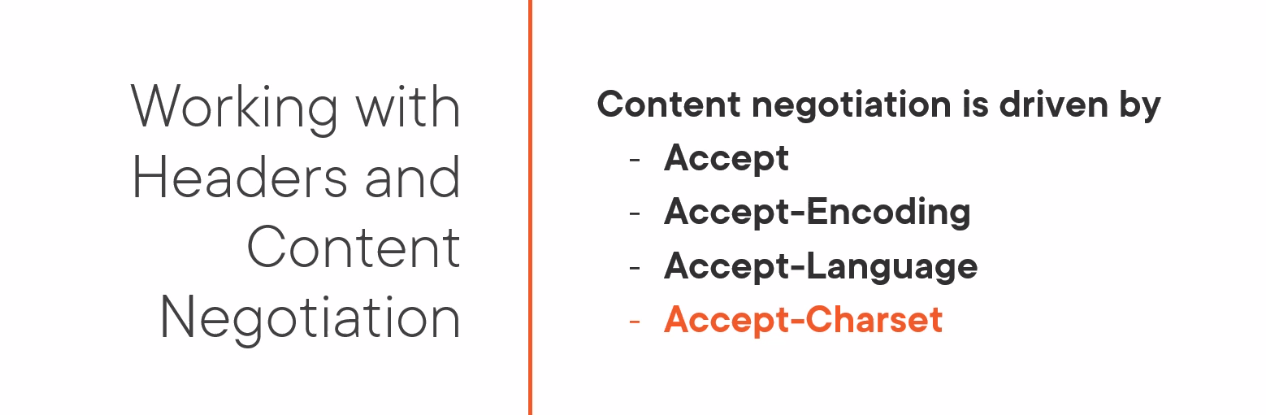 Working with
Headers and
Content
Negotiation
Content negotiation is driven by
- Accept
- Accept-Encoding
- Accept-Language
- Accept-Charset